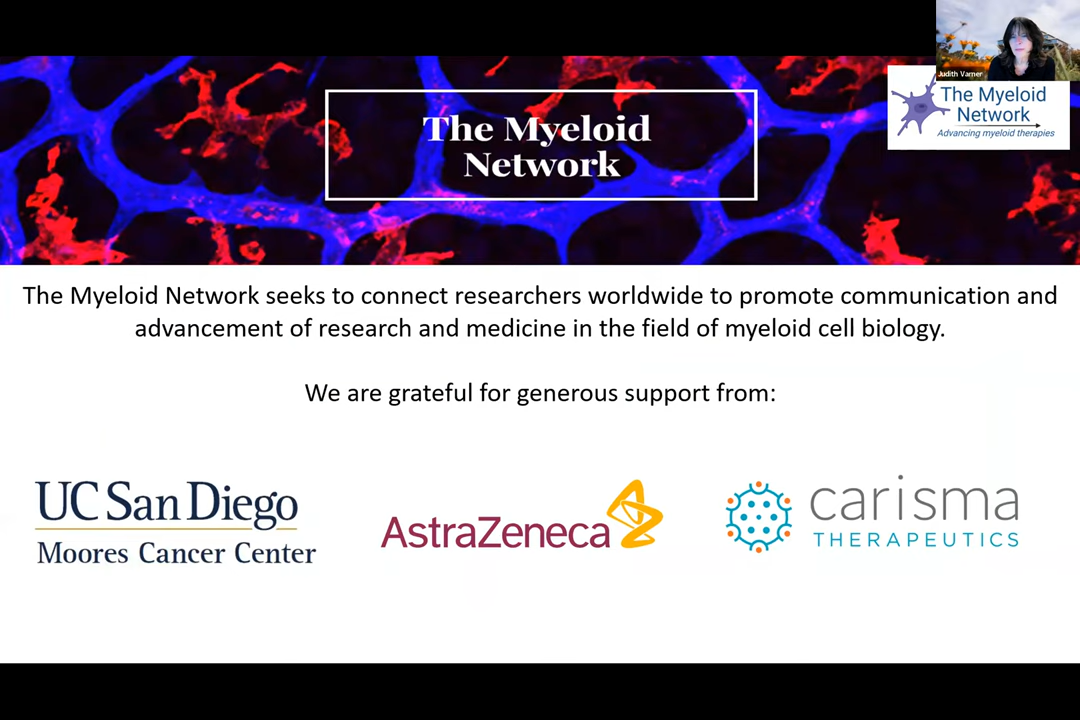 Judith Varner
The Myeloid
Network
The Myeloid
Network
Advancing myeloid therapies
The Myeloid Network seeks to connect researchers worldwide to promote communication and
advancement of research and medicine in the field of myeloid cell biology.
We are grateful for generous support from:
UC San Diego
Moores Cancer Center
AstraZeneca
carisma
THERAPEUTICS